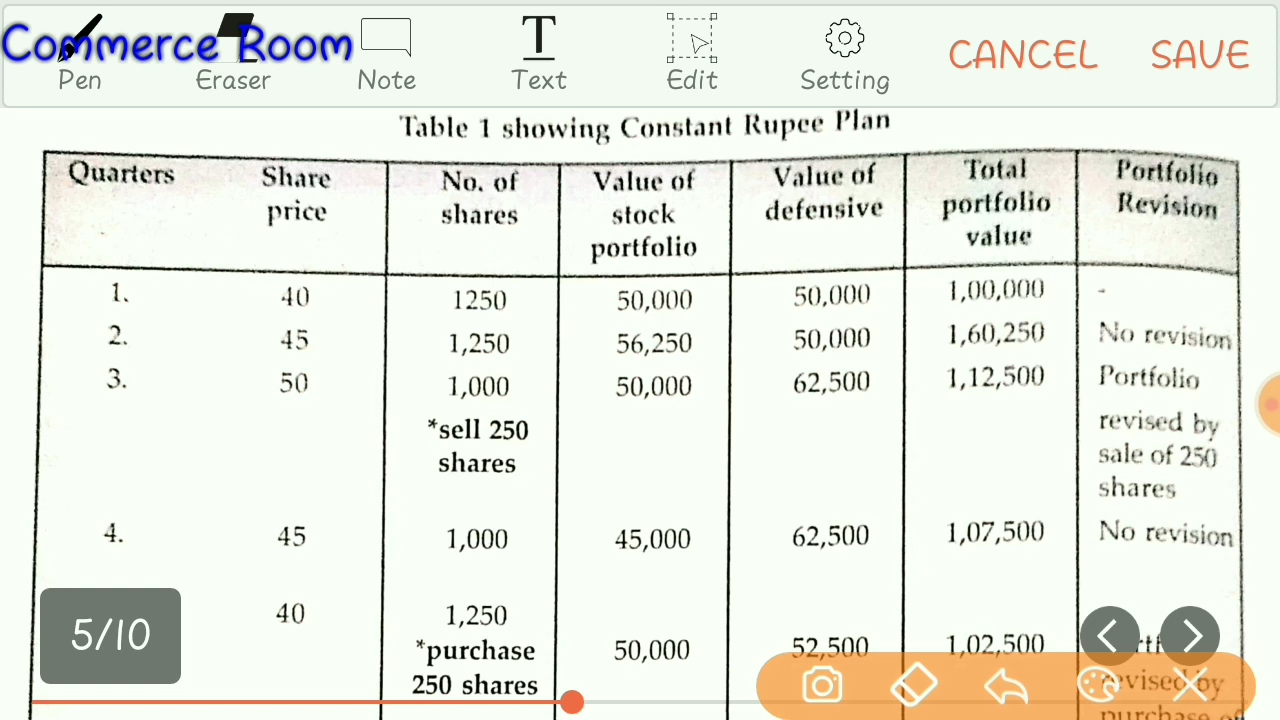 Commerce Room
Pen Eraser Note Text Edit Setting
CANCEL SAVE
Table 1 showing Constant Rupee Plan
Quarters Share price No. of shares Value of stock portfolio Value of defensive Total portfolio value Portfolio Revision
1. 40 1250 50,000 50,000 1,00,000 -
2. 45 1,250 56,250 50,000 1,60,250 No revision
3. 50 1,000 50,000 62,500 1,12,500 Portfolio
*sell 250 shares revised by sale of 250 shares
4. 45 1,000 45,000 62,500 1,07,500 No revision
40 1,250
*purchase 250 shares 50,000 52,500 1,02,500
revised by
purchase of
5/10